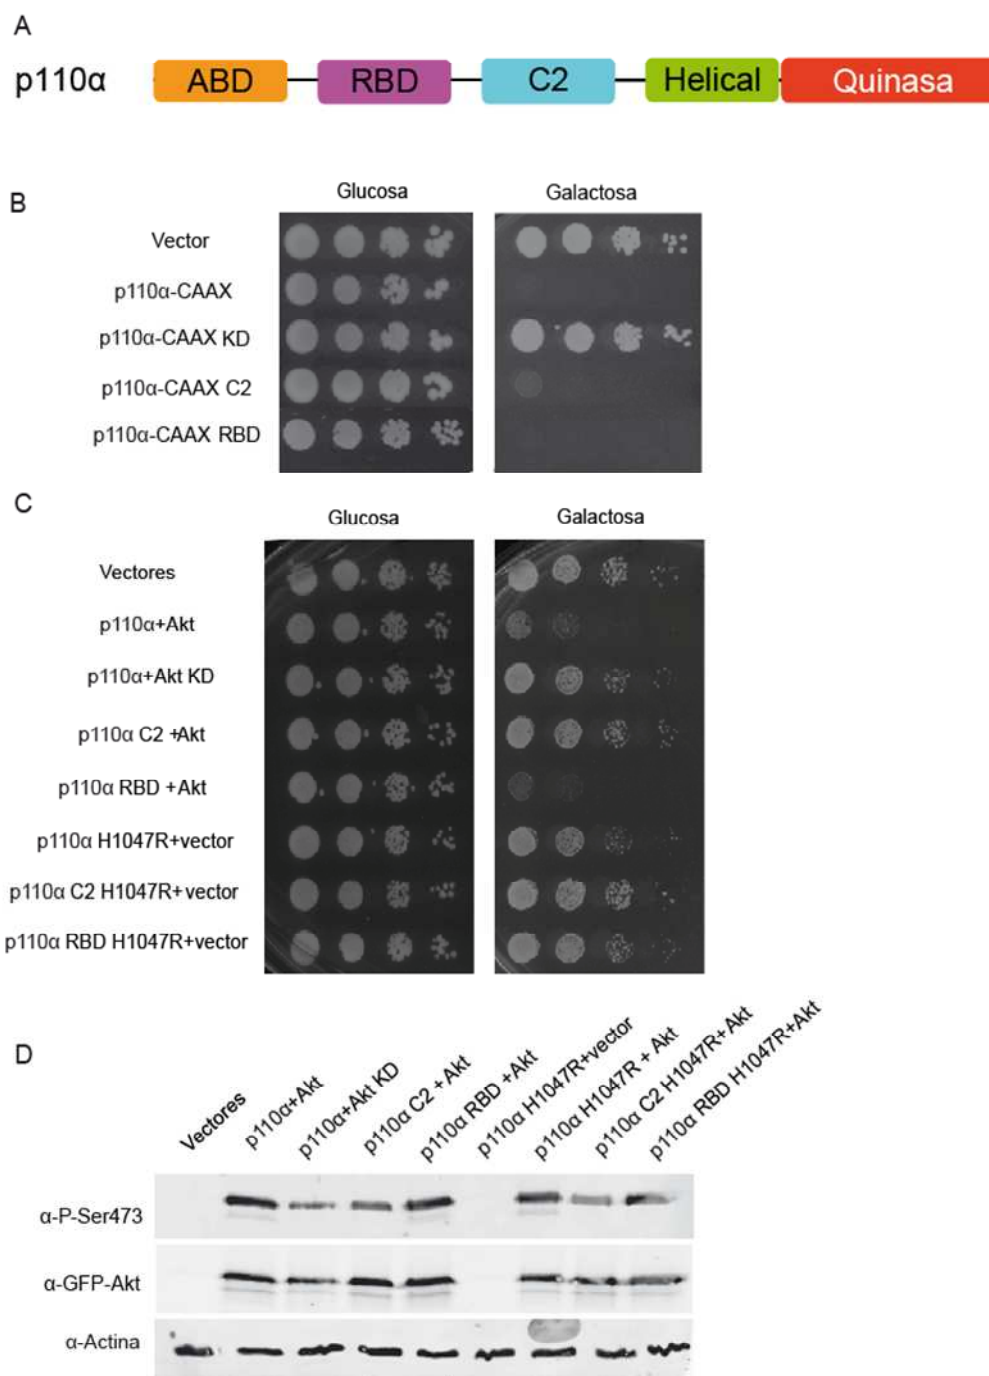 A
p110α
ABD
RBD
C2
Helical
Quinasa
B
Glucosa
Galactosa
Vector
p110α-CAAX
p110α-CAAX KD
p110α-CAAX C2
p110α-CAAX RBD
C
Glucosa
Galactosa
Vectores
p110α+Akt
p110α+Akt KD
p110α C2 +Akt
p110α RBD +Akt
p110α H1047R+vector
p110α C2 H1047R+vector
p110α RBD H1047R+vector
D
Vectores
p110α+Akt
p110α+Akt KD
p110α C2 +Akt
p110α RBD +Akt
p110α H1047R+vector
p110α H1047R + Akt
p110α C2 H1047R+Akt
p110α RBD H1047R+Akt
α-P-Ser473
α-GFP-Akt
α-Actina